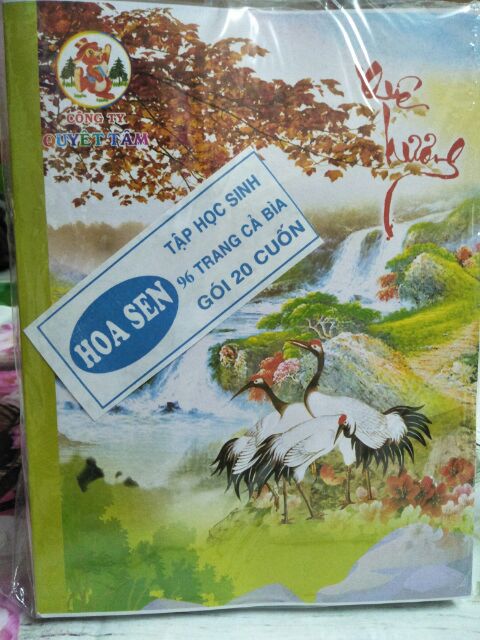 CÔNG TY
QUYẾT TÂM
Quê
hương
HOA SEN
TẬP HỌC SINH
96 TRANG CẢ BÌA
GÓI 20 CUỐN